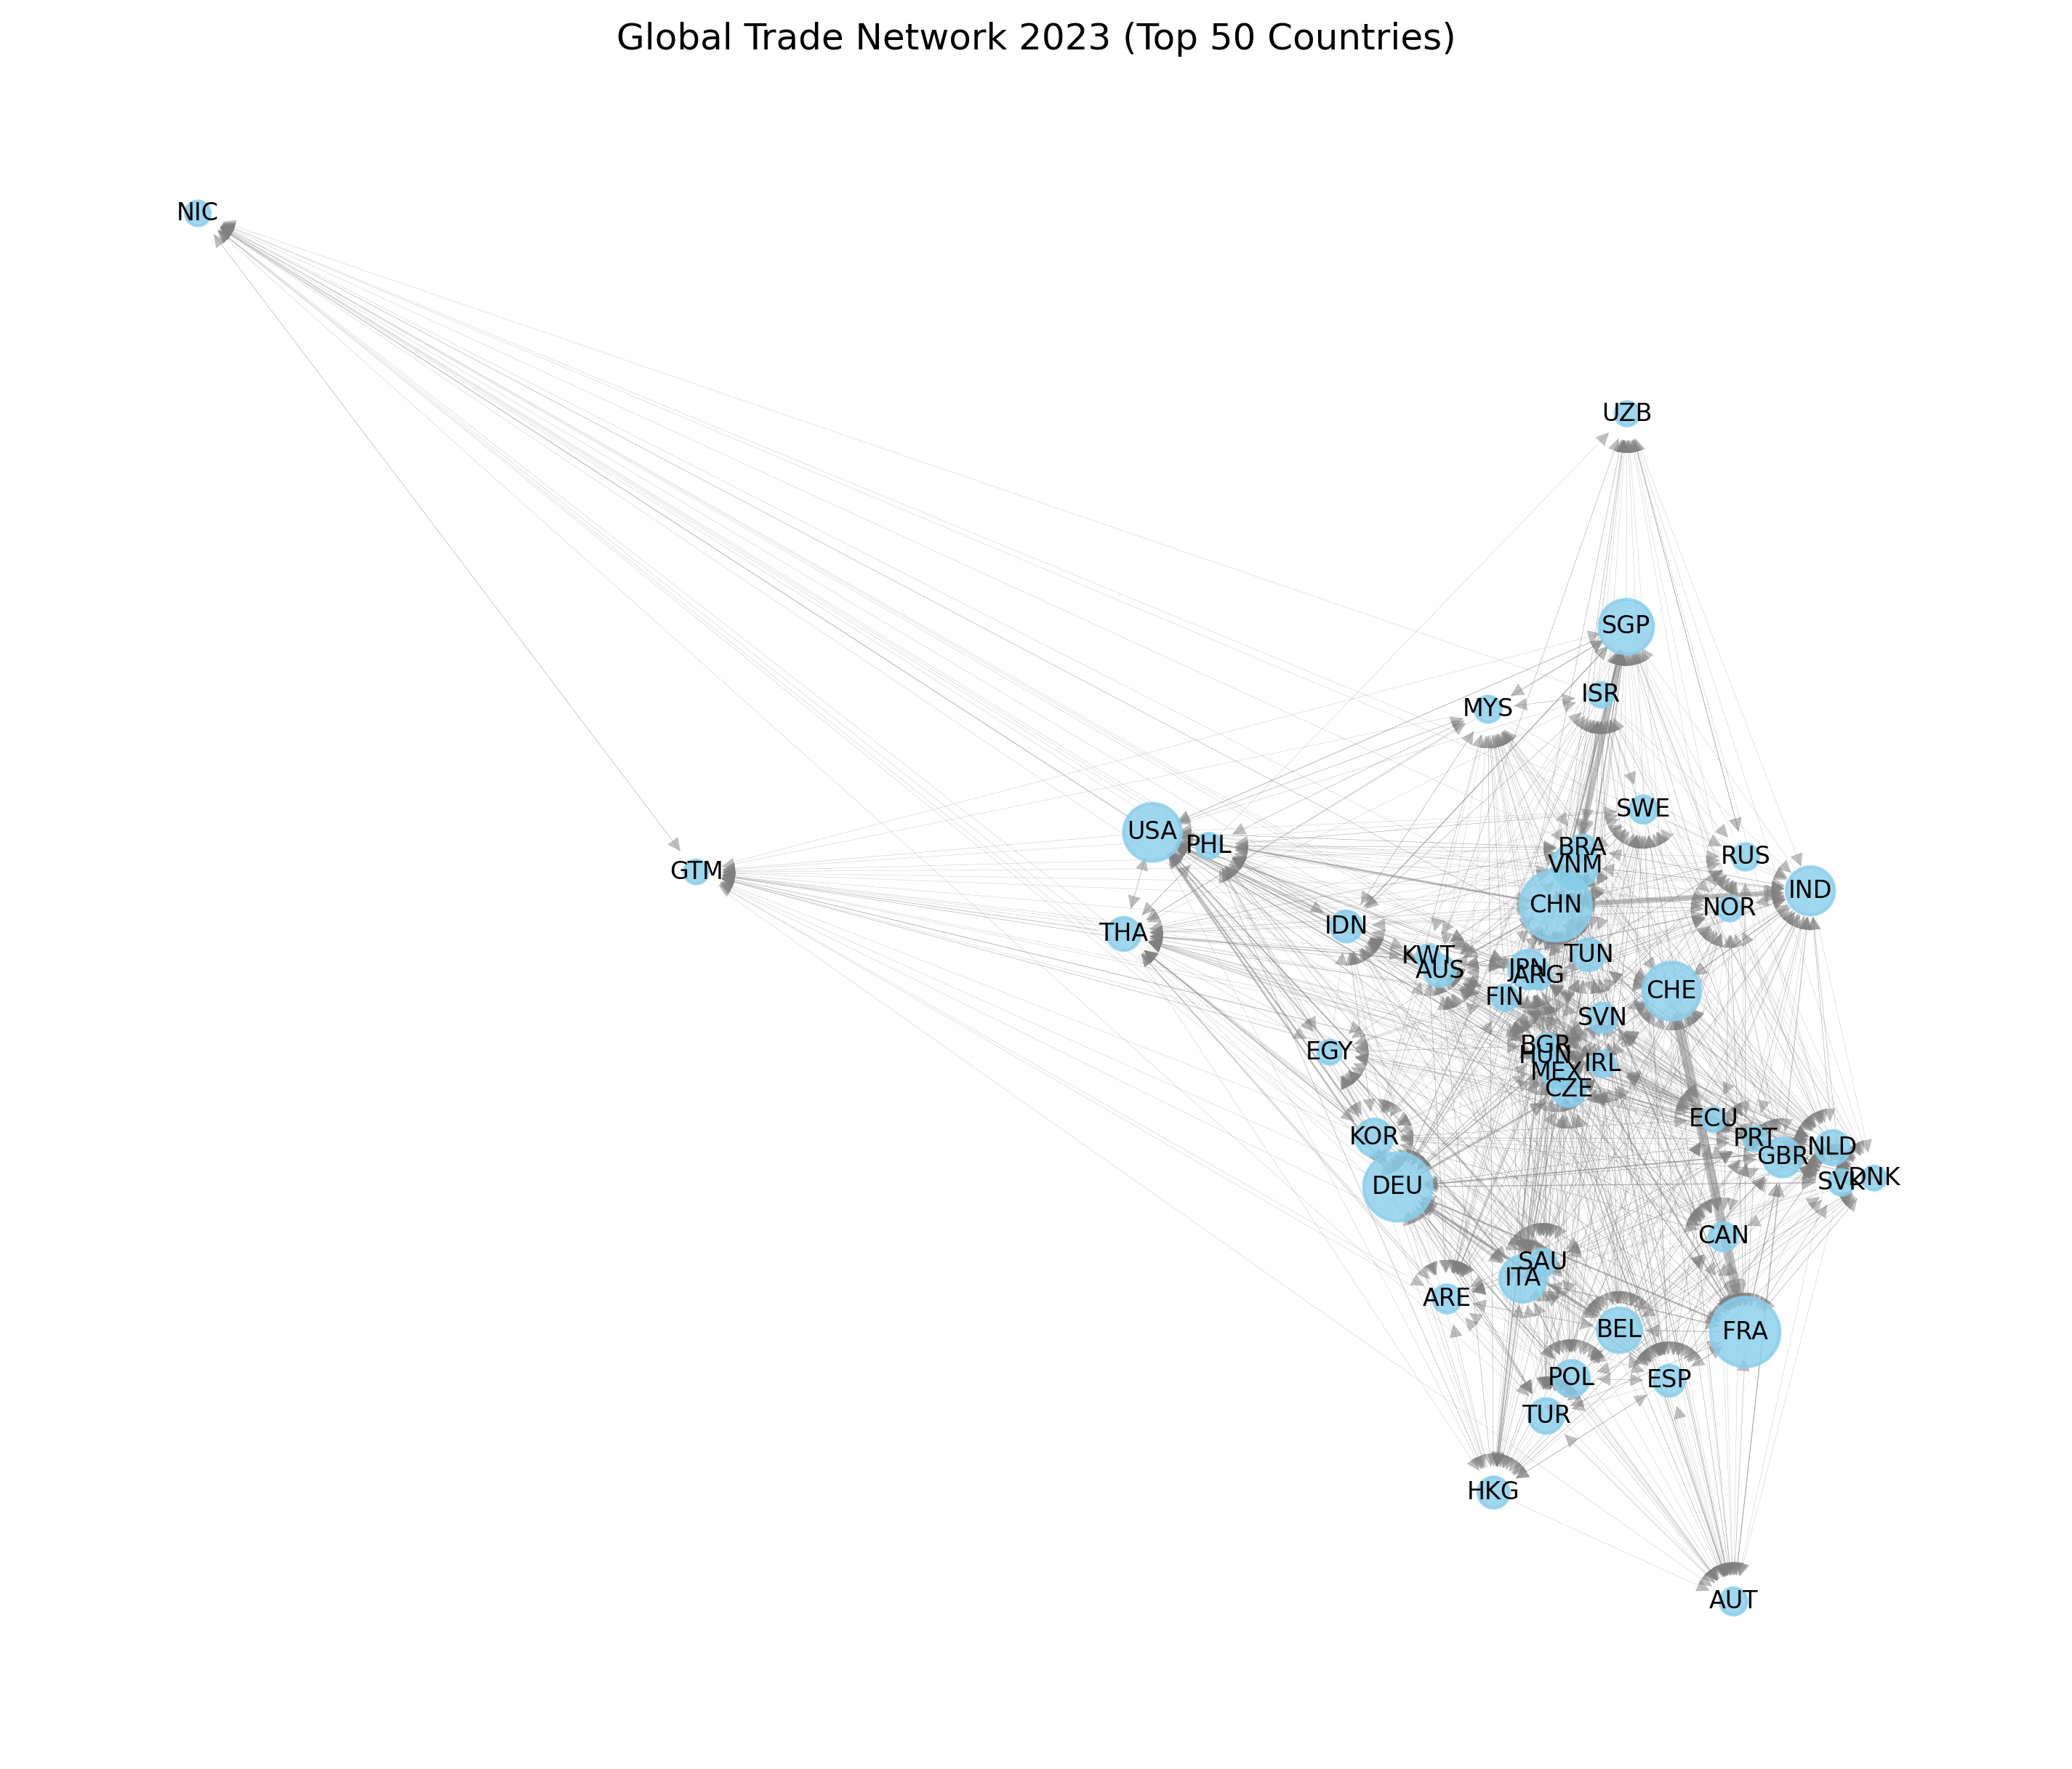 Global Trade Network 2023 (Top 50 Countries)
NIC
UZB
SGP
ISR
MYS
SWE
USA
PHL
BRA
RUS
VNM
GTM
IND
CHN
NOR
IDN
THA
KWT
TUN
JPN
AUS
ARG
CHE
FIN
SVN
BGR
EGY
HUN
IRL
MEX
CZE
ECU
KOR
PRT
NLD
GBR
DNK
SVK
DEU
CAN
SAU
ITA
ARE
BEL
FRA
POL
ESP
TUR
HKG
AUT